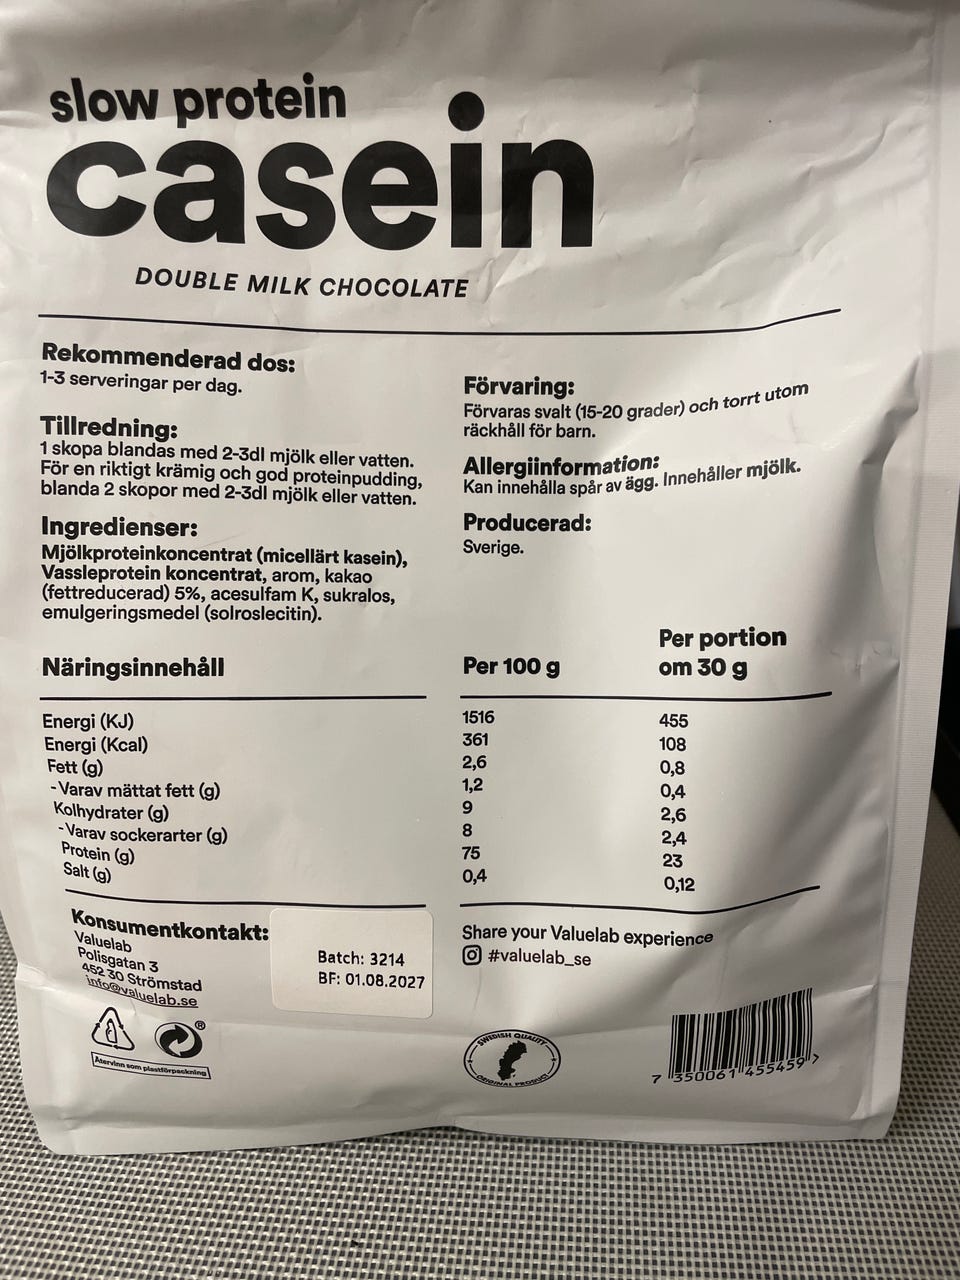 slow protein
casein
DOUBLE MILK CHOCOLATE
Rekommenderad dos:
1-3 serveringar per dag.
Tillredning:
1 skopa blandas med 2-3dl mjölk eller vatten.
För en riktigt krämig och god proteinpudding,
blanda 2 skopor med 2-3dl mjölk eller vatten.
Ingredienser:
Mjölkproteinkoncentrat (micellärt kasein),
Vassleprotein koncentrat, arom, kakao
(fettreducerad) 5%, acesulfam K, sukralos,
emulgeringsmedel (solroslecitin).
Förvaring:
Förvaras svalt (15-20 grader) och torrt utom
räckhåll för barn.
Allergiinformation:
Kan innehålla spår av ägg. Innehåller mjölk.
Producerad:
Sverige.
Näringsinnehåll Per 100 g Per portion om 30 g
Energi (KJ) 1516 455
Energi (Kcal) 361 108
Fett (g) 2,6 0,8
- Varav mättat fett (g) 1,2 0,4
Kolhydrater (g) 9 2,6
- Varav sockerarter (g) 8 2,4
Protein (g) 75 23
Salt (g) 0,4 0,12
Konsumentkontakt:
Valuelab
Polisgatan 3
452 30 Strömstad
info@valuelab.se
Batch: 3214
BF: 01.08.2027
Share your Valuelab experience
#valuelab_se
®
Återvinn som plastförpackning
SWEDISH QUALITY
ORIGINAL PRODUCT
7 350061 455459 >